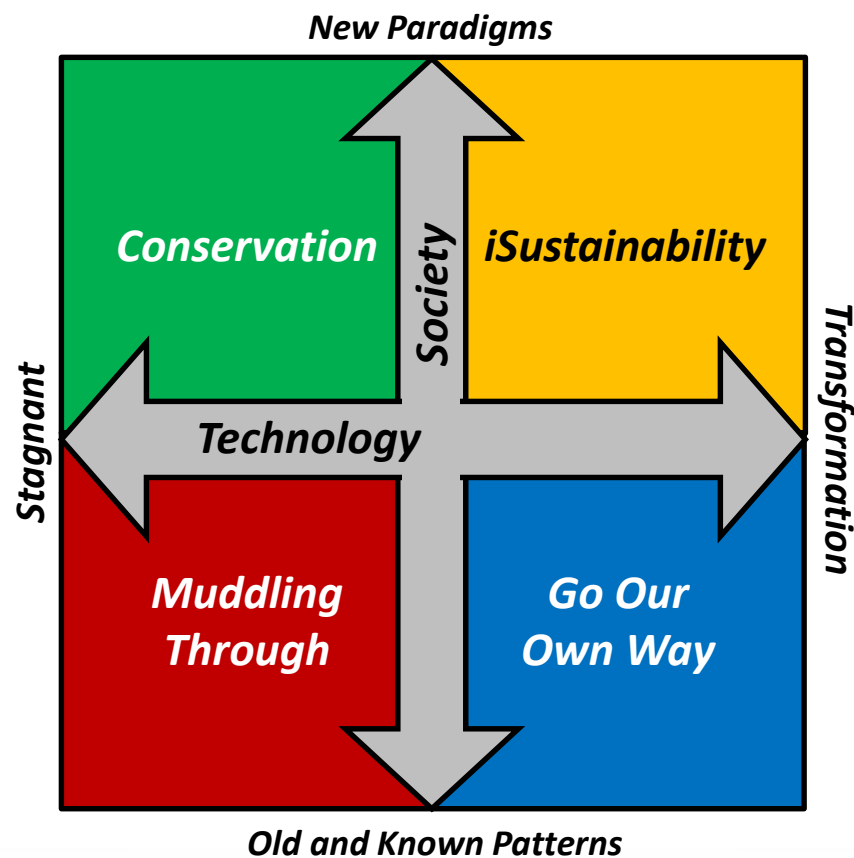 New Paradigms
Conservation
iSustainability
Society
Stagnant
Technology
Transformation
Muddling
Through
Go Our
Own Way
Old and Known Patterns